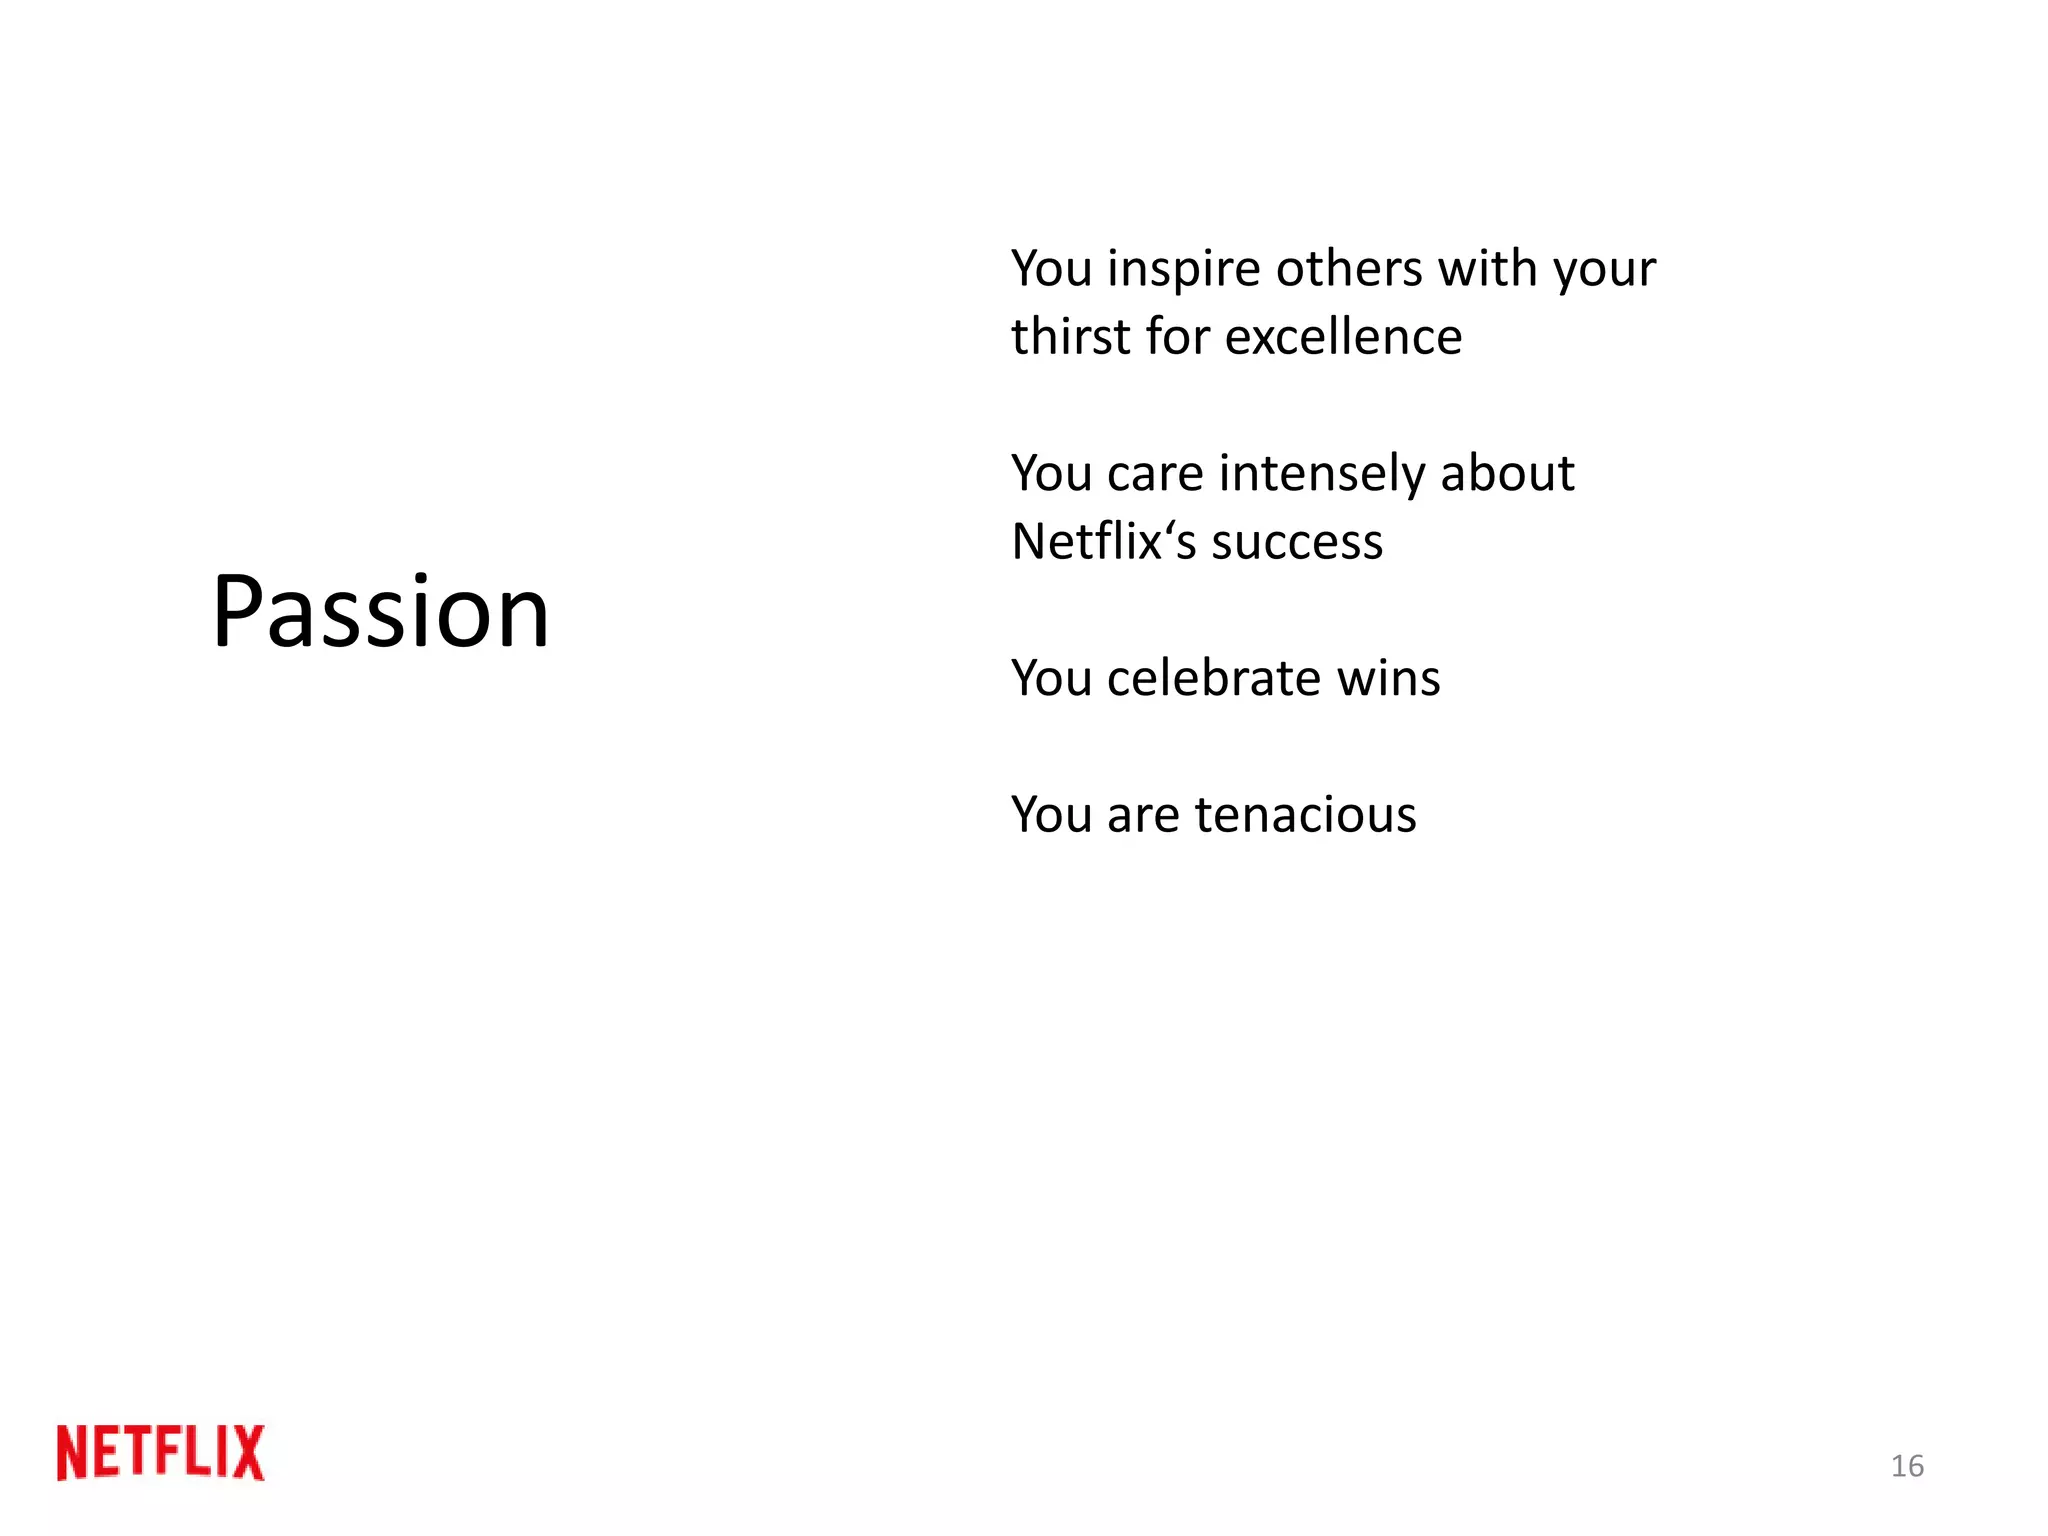 Passion
You inspire others with your
thirst for excellence
You care intensely about
Netflix‘s success
You celebrate wins
You are tenacious
NETFLIX
16